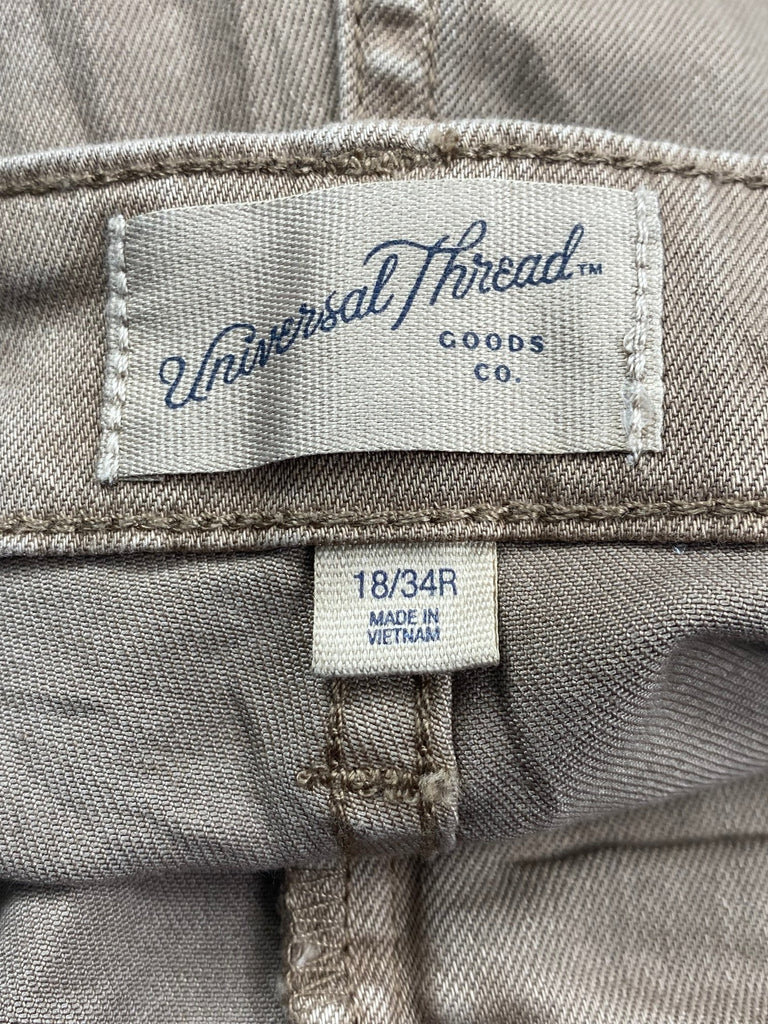 Universal Thread™
GOODS
CO.
18/34R
MADE IN
VIETNAM